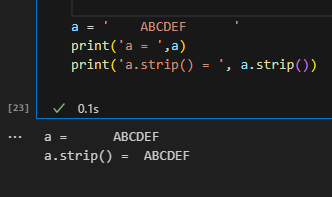 a = '    ABCDEF      '
print('a = ',a)
print('a.strip() = ', a.strip())
[23] ✓ 0.1s
... a =      ABCDEF
a.strip() =  ABCDEF